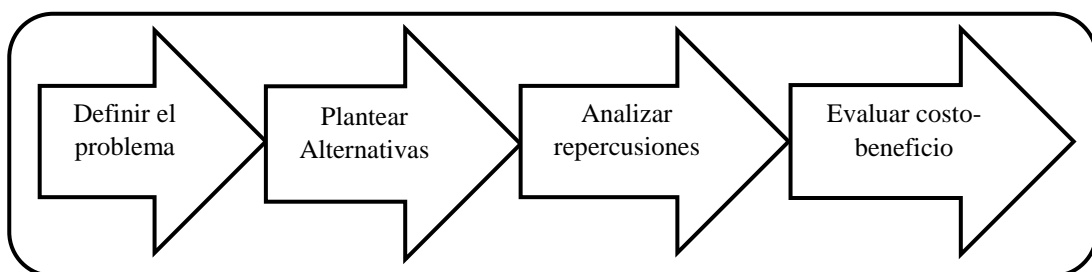 Definir el
problema
Plantear
Alternativas
Analizar
repercusiones
Evaluar costo-
beneficio